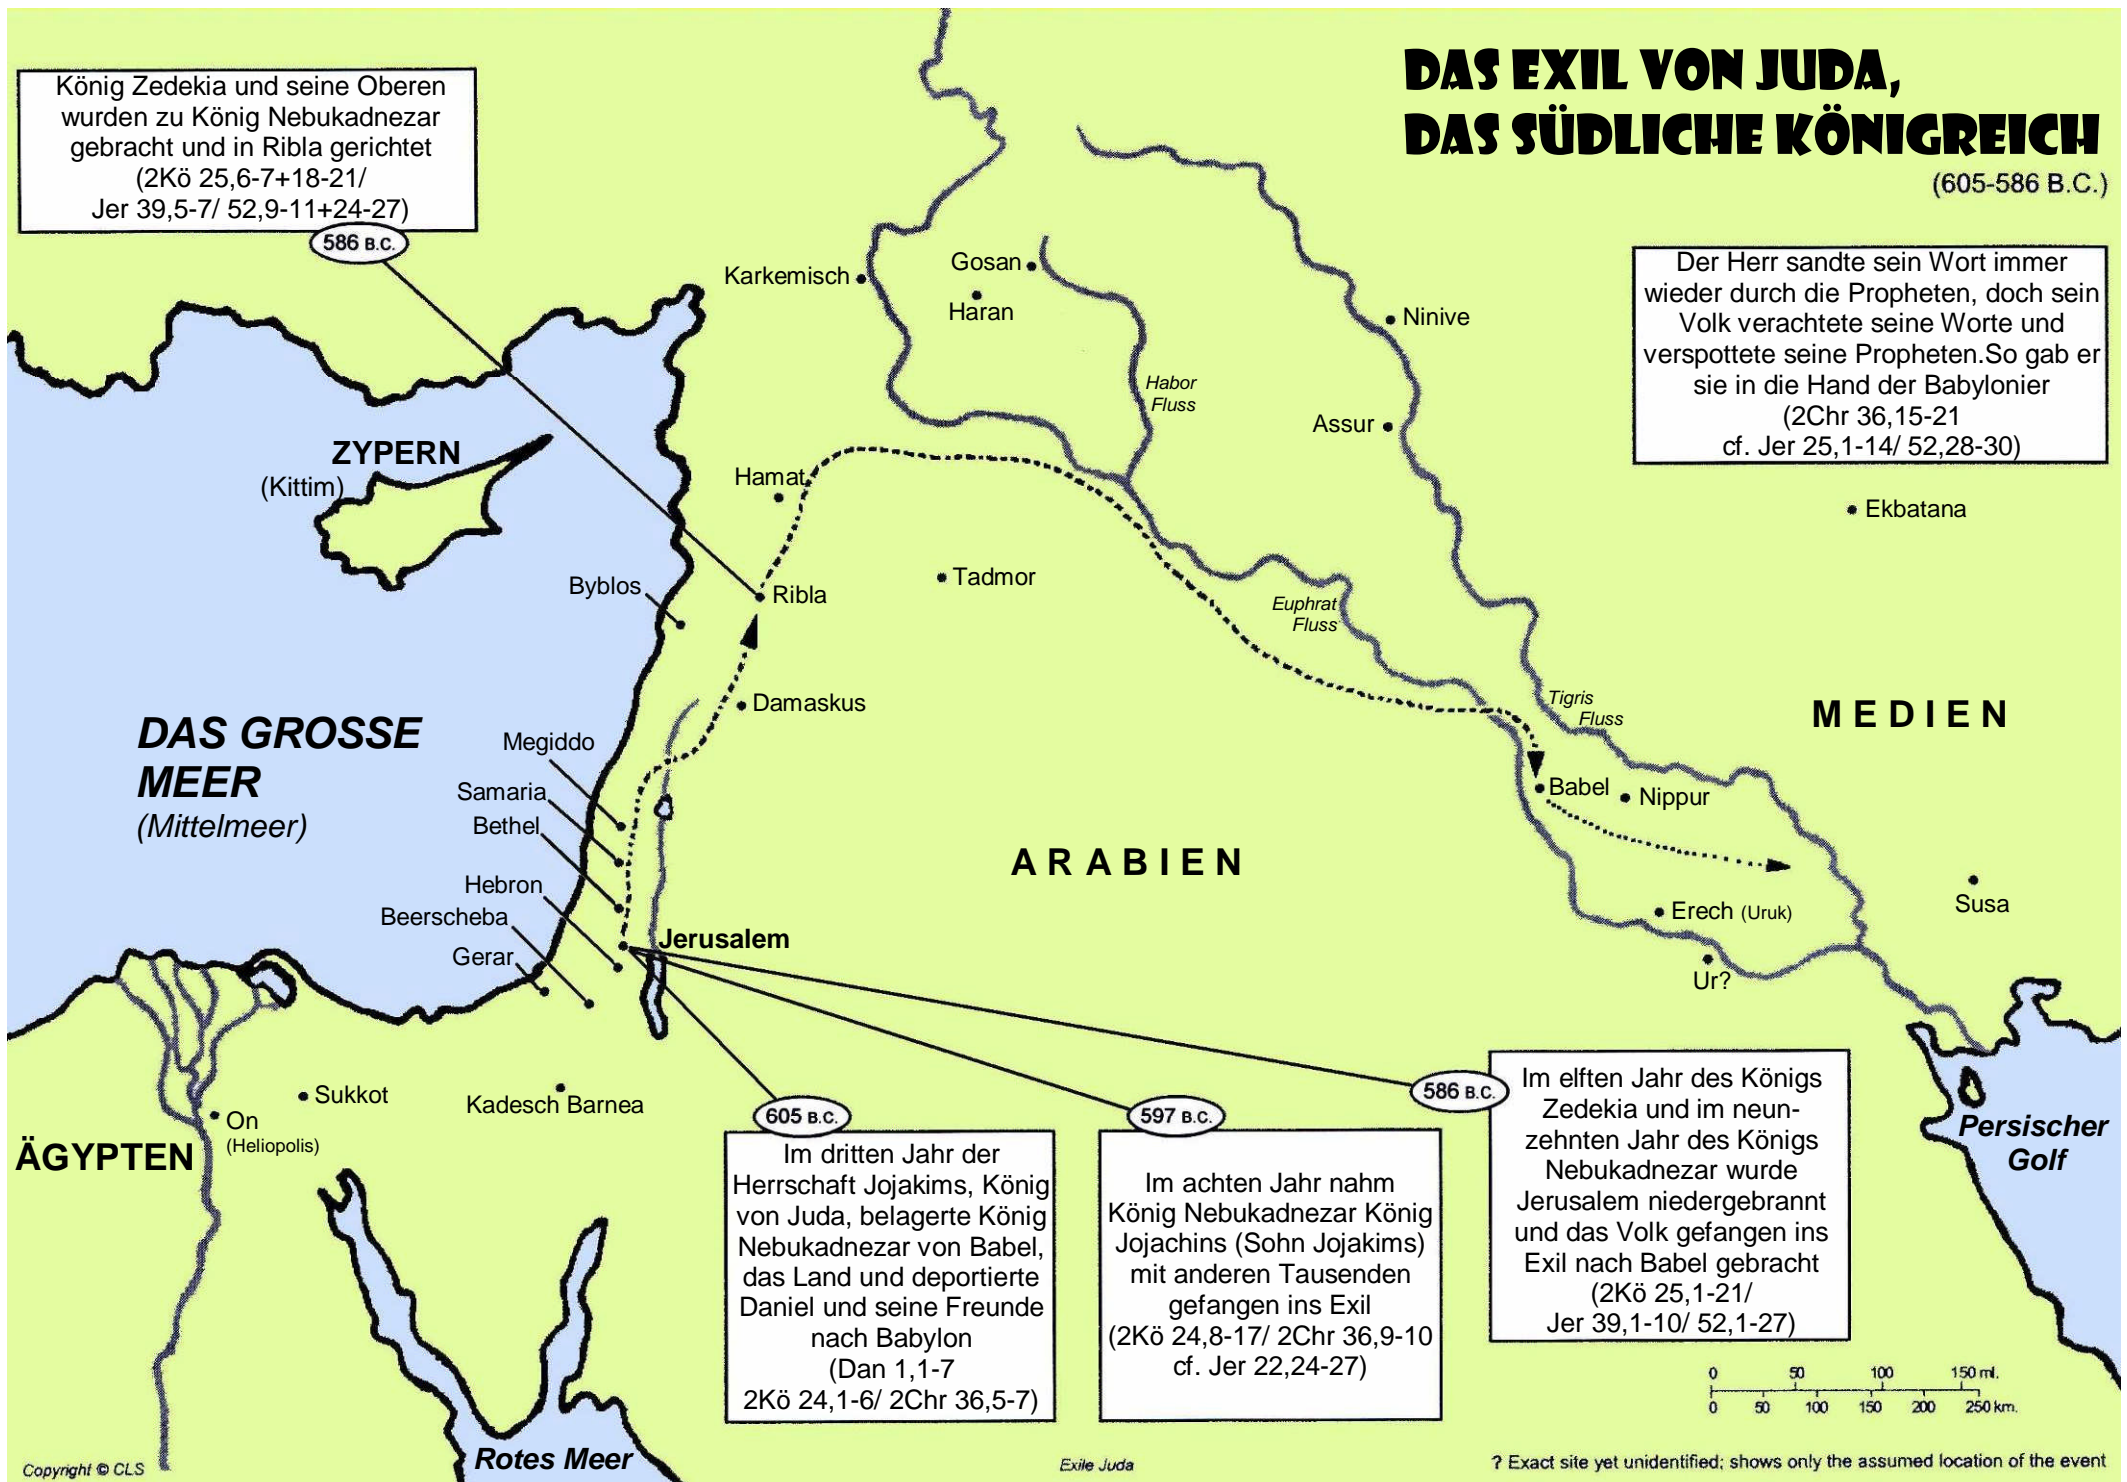 DAS EXIL VON JUDA,
DAS SÜDLICHE KÖNIGREICH
(605-586 B.C.)
König Zedekia und seine Oberen
wurden zu König Nebukadnezar
gebracht und in Ribla gerichtet
(2Kö 25,6-7+18-21/
Jer 39,5-7/ 52,9-11+24-27)
586 B.C.
Der Herr sandte sein Wort immer
wieder durch die Propheten, doch sein
Volk verachtete seine Worte und
verspottete seine Propheten.So gab er
sie in die Hand der Babylonier
(2Chr 36,15-21
cf. Jer 25,1-14/ 52,28-30)
Karkemisch
Gosan
Haran
Ninive
Habor
Fluss
Assur
ZYPERN
(Kittim)
Hamat
Ekbatana
Byblos
Ribla
Tadmor
Euphrat
Fluss
Damaskus
Tigris
Fluss
MEDIEN
DAS GROSSE
MEER
(Mittelmeer)
Megiddo
Samaria
Bethel
Babel
Nippur
ARABIEN
Hebron
Beerscheba
Gerar
Jerusalem
Erech (Uruk)
Susa
Ur?
Sukkot
On
(Heliopolis)
Kadesch Barnea
ÄGYPTEN
Persischer
Golf
605 B.C.
Im dritten Jahr der
Herrschaft Jojakims, König
von Juda, belagerte König
Nebukadnezar von Babel,
das Land und deportierte
Daniel und seine Freunde
nach Babylon
(Dan 1,1-7
2Kö 24,1-6/ 2Chr 36,5-7)
597 B.C.
Im achten Jahr nahm
König Nebukadnezar König
Jojachins (Sohn Jojakims)
mit anderen Tausenden
gefangen ins Exil
(2Kö 24,8-17/ 2Chr 36,9-10
cf. Jer 22,24-27)
586 B.C.
Im elften Jahr des Königs
Zedekia und im neun-
zehnten Jahr des Königs
Nebukadnezar wurde
Jerusalem niedergebrannt
und das Volk gefangen ins
Exil nach Babel gebracht
(2Kö 25,1-21/
Jer 39,1-10/ 52,1-27)
0 50 100 150 ml.
0 50 100 150 200 250 km.
Rotes Meer
Copyright © CLS
Exile Juda
? Exact site yet unidentified; shows only the assumed location of the event